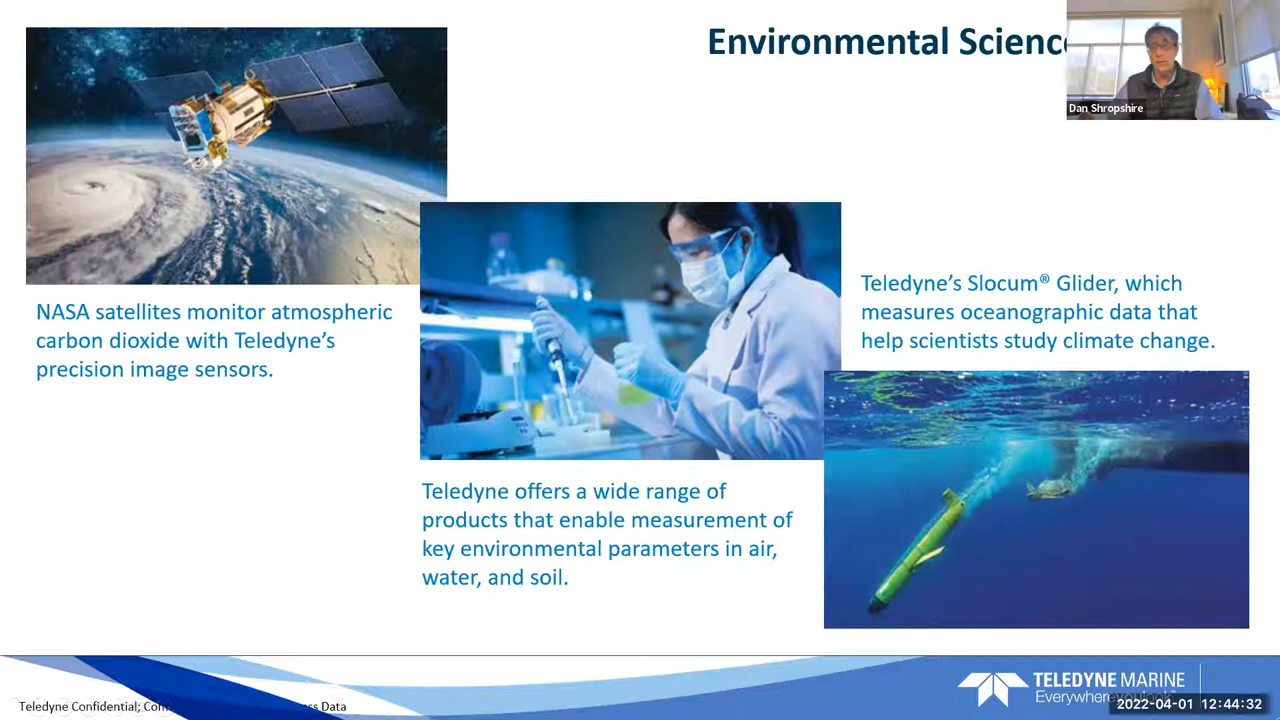 Environmental Scienc
Dan Shropshire
NASA satellites monitor atmospheric
carbon dioxide with Teledyne's
precision image sensors.
Teledyne offers a wide range of
products that enable measurement of
key environmental parameters in air,
water, and soil.
Teledyne's Slocum® Glider, which
measures oceanographic data that
help scientists study climate change.
Teledyne Confidential; Data
TELEDYNE MARINE
Everywhereyoulook™
2022-04-01 12:44:32